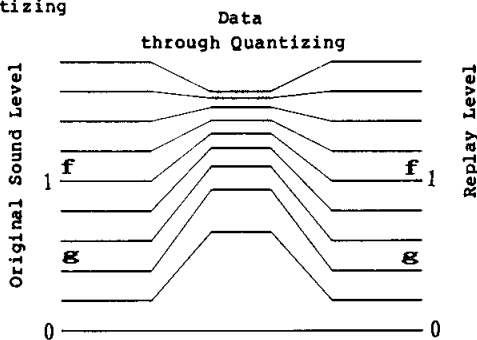 tizing
Data
through Quantizing
Original Sound Level
Replay Level
f
f
1
1
g
g
0
0